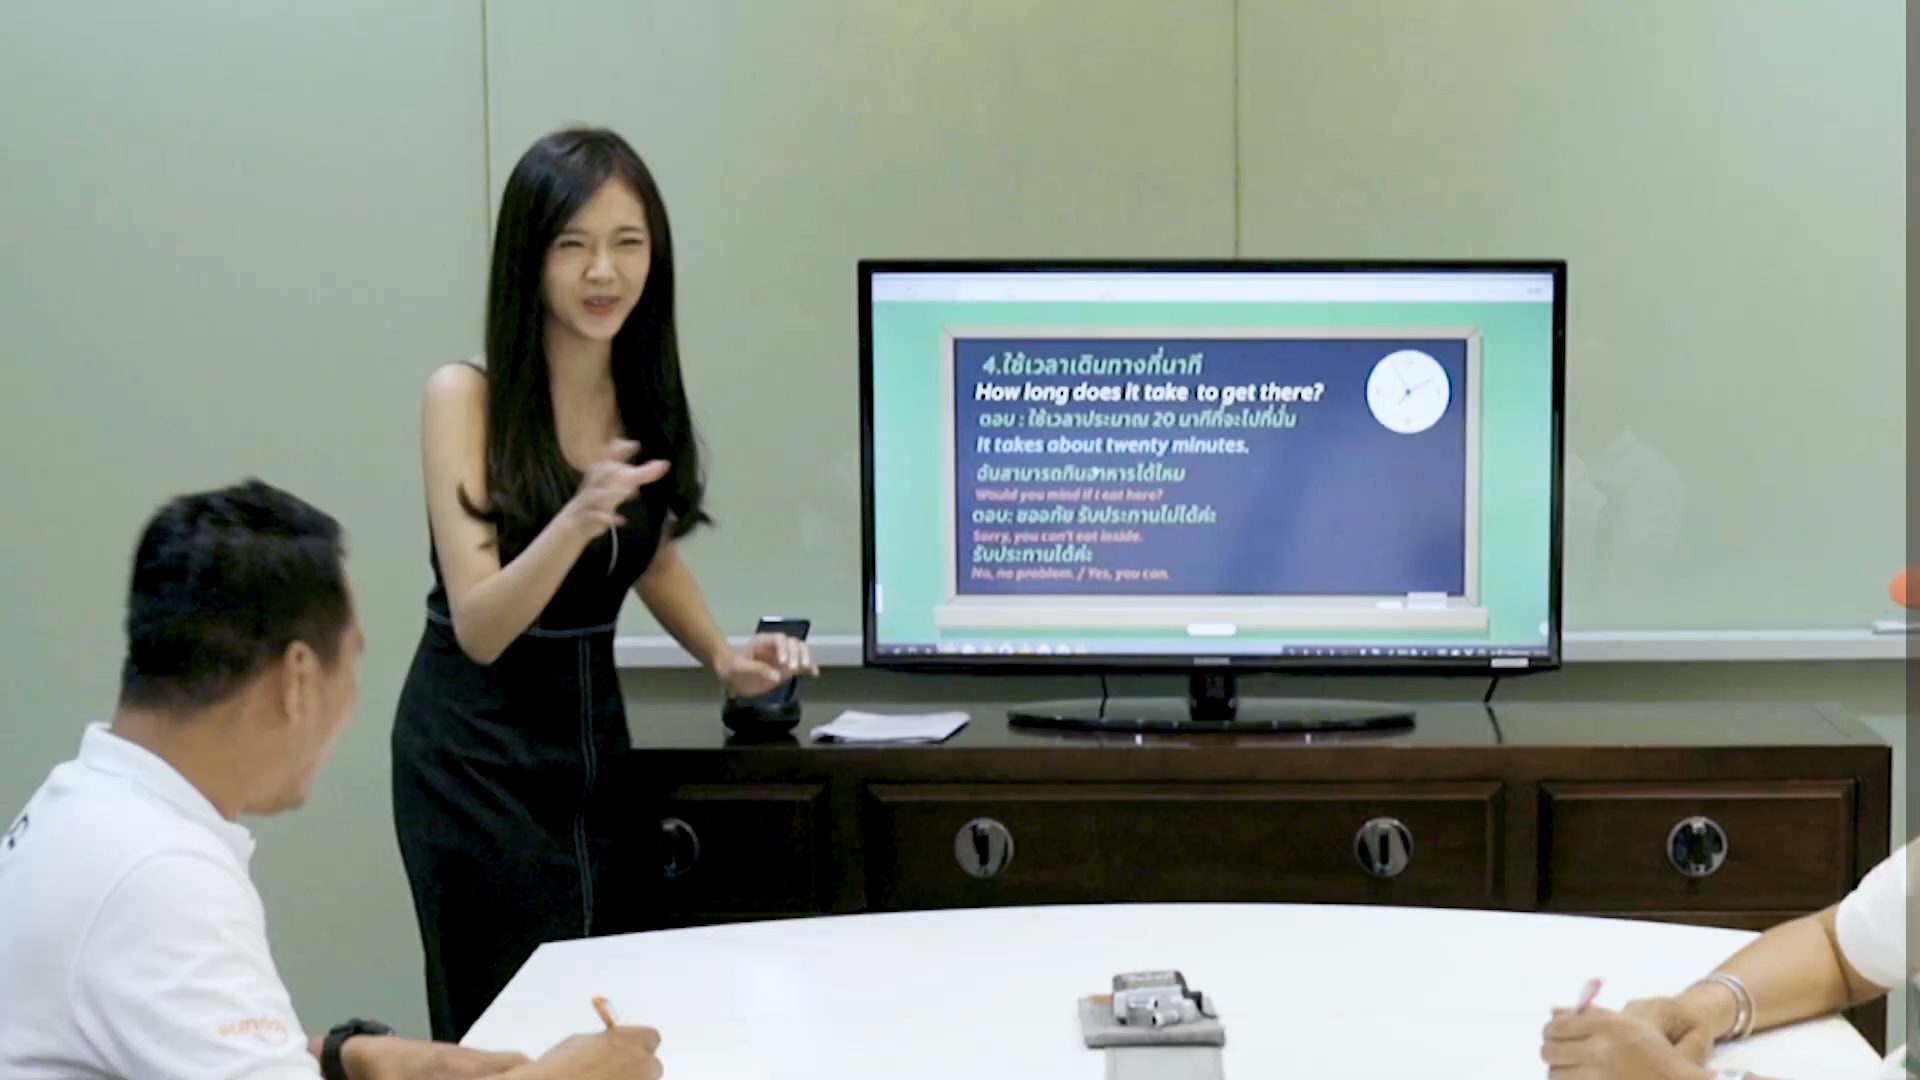 4.ใช้เวลาเดินทางกี่นาที
How long does it take to get there?
ตอบ : ใช้เวลาประมาณ 20 นาทีที่จะไปที่นั่น
It takes about twenty minutes.
ฉันสามารถกินอาหารได้ไหม
Would you mind if I eat here?
ตอบ: ขออภัย รับประทานไม่ได้ค่ะ
Sorry, you can't eat inside.
รับประทานได้ค่ะ
No, no problem. / Yes, you can.
sunday